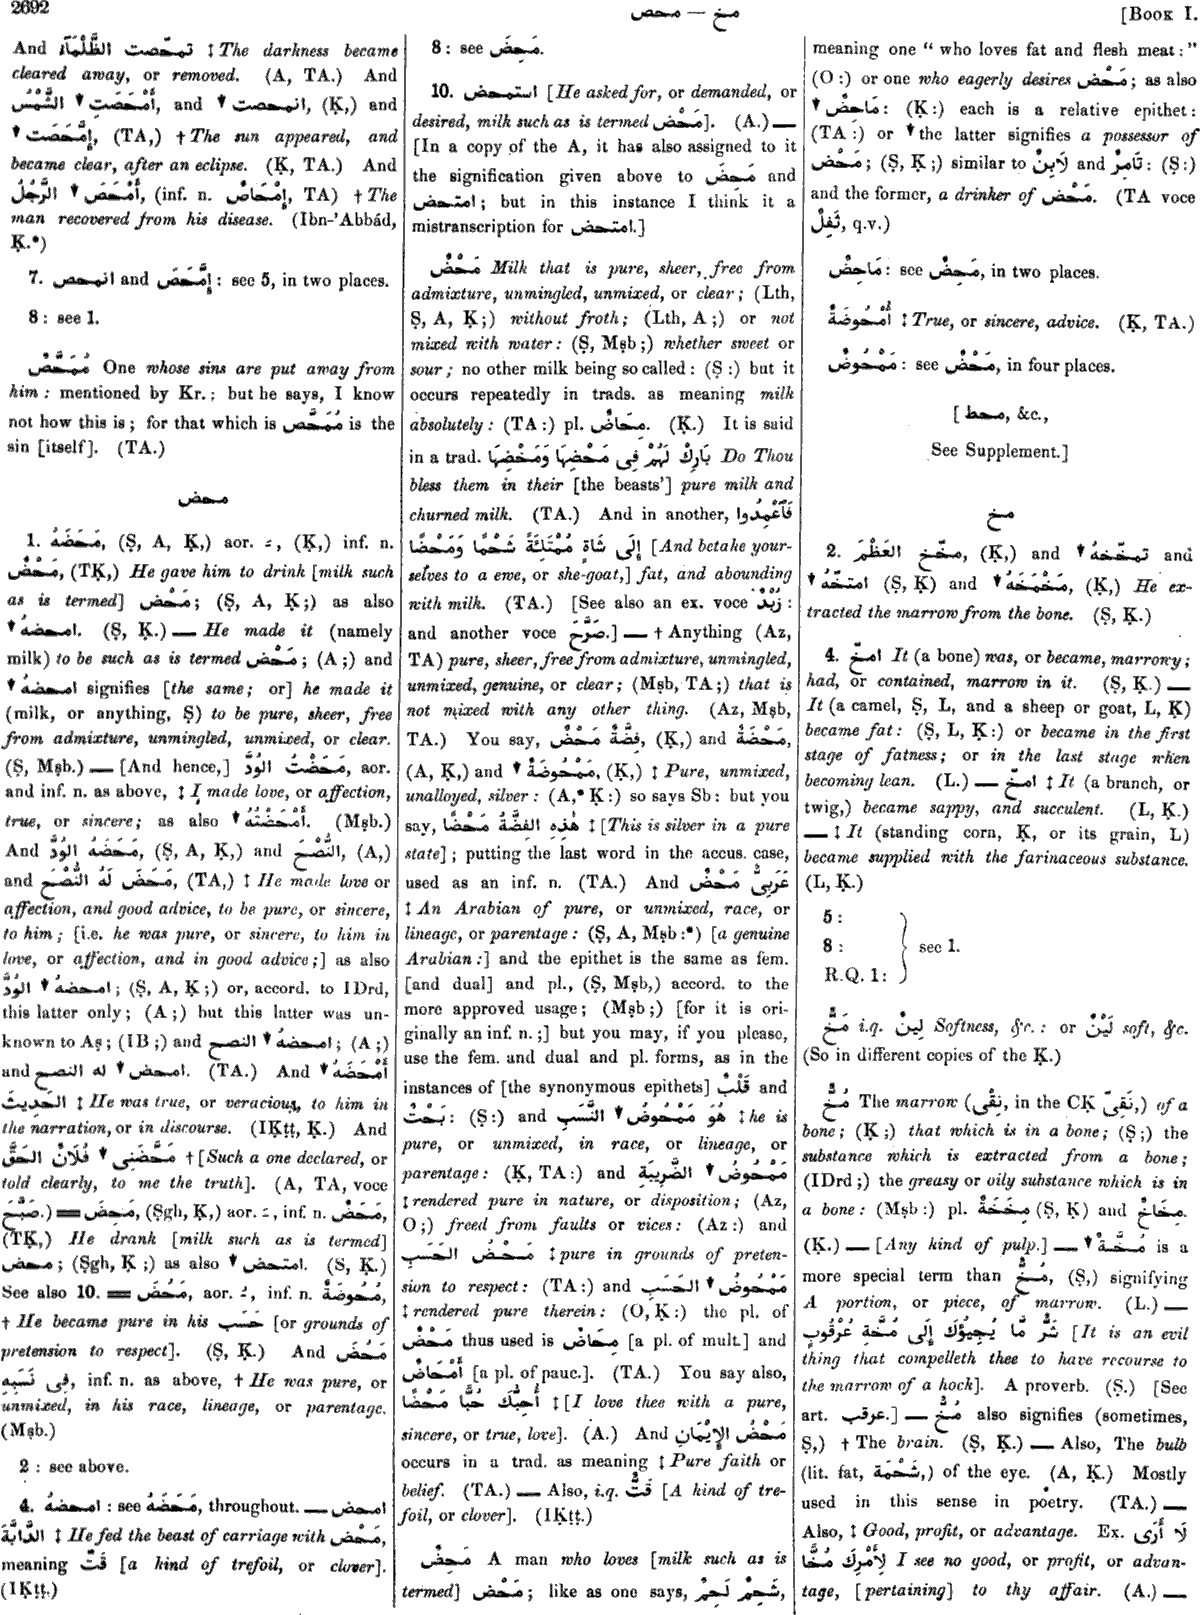 2692
محص — مخ
[BOOK I.
And تمحّصت الظَّلْمَآءُ ‡ The darkness became
cleared away, or removed. (A, TA.) And
أَمْحَصَتِ ▼ الشَّمْسُ, and ▼ انمحصت, (Ḳ,) and
▼ إِمَّحَصَت, (TA,) † The sun appeared, and
became clear, after an eclipse. (Ḳ, TA.) And
أَمْحَصَ ▼ الرَّجُلُ, (inf. n. إِمْحَاصٌ, TA) † The
man recovered from his disease. (Ibn-'Abbád,
Ḳ.*)
7. انمحص and إِمَّحَصَ : see 5, in two places.
8 : see 1.
مُمَحَّصٌ One whose sins are put away from
him : mentioned by Kr. ; but he says, I know
not how this is ; for that which is مُمَحَّص is the
sin [itself]. (TA.)
محض
1. مَحَضَهُ, (Ṣ, A, Ḳ,) aor. ـَ , (Ḳ,) inf. n.
مَحْضٌ, (TḲ,) He gave him to drink [milk such
as is termed] مَحْض ; (Ṣ, A, Ḳ ;) as also
▼ امحضهُ. (Ṣ, Ḳ.) — He made it (namely
milk) to be such as is termed مَحْض ; (A ;) and
▼ امحضهُ signifies [the same ; or] he made it
(milk, or anything, Ṣ) to be pure, sheer, free
from admixture, unmingled, unmixed, or clear.
(Ṣ, Mṣb.) — [And hence,] مَحَضْتُ الوُدَّ, aor.
and inf. n. as above, ‡ I made love, or affection,
true, or sincere ; as also ▼ أَمْحَضْتُهُ. (Mṣb.)
And مَحَضَهُ الوُدَّ, (Ṣ, A, Ḳ,) and النُّصْحَ, (A,)
and مَحَضَ لَهُ النُّصْحَ, (TA,) ‡ He made love or
affection, and good advice, to be pure, or sincere,
to him ; [i.e. he was pure, or sincere, to him in
love, or affection, and in good advice ;] as also
امحضهُ ▼ الوُدَّ ; (Ṣ, A, Ḳ ;) or, accord. to IDrd,
this latter only ; (A ;) but this latter was un-
known to Aṣ ; (IB ;) and امحضه ▼ النصح ; (A ;)
and امحض ▼ له النصح. (TA.) And ▼ أَمْحَضَهُ
الحَدِيثَ ‡ He was true, or veracious, to him in
the narration, or in discourse. (IḲṭṭ, Ḳ.) And
مَحَّضَنِى ▼ فُلَانٌ الحَقَّ † [Such a one declared, or
told clearly, to me the truth]. (A, TA, voce
صَبَّحَ.) = مَحِضَ, (Ṣgh, Ḳ,) aor. ـَ , inf. n. مَحْضٌ,
(TḲ,) He drank [milk such as is termed]
محض ; (Ṣgh, Ḳ ;) as also ▼ امتحض. (S, Ḳ.)
See also 10. = مَحُضَ, aor. ـُ , inf. n. مُحُوضَةٌ,
† He became pure in his حَسَب [or grounds of
pretension to respect]. (Ṣ, Ḳ.) And مَحُضَ
فِى نَسَبِهِ, inf. n. as above, † He was pure, or
unmixed, in his race, lineage, or parentage.
(Mṣb.)
2 : see above.
4. امحضهُ : see مَحَضَهُ, throughout. — امحض
الدَّابَّةَ ‡ He fed the beast of carriage with مَحْض,
meaning قَتّ [a kind of trefoil, or clover].
(IḲṭṭ.)
8 : see مَحِضَ.
10. استمحض [He asked for, or demanded, or
desired, milk such as is termed مَحْض]. (A.) —
[In a copy of the A, it has also assigned to it
the signification given above to مَحَضَ and
امتحض ; but in this instance I think it a
mistranscription for امتحض.]
مَحْضٌ Milk that is pure, sheer, free from
admixture, unmingled, unmixed, or clear ; (Lth,
Ṣ, A, Ḳ ;) without froth ; (Lth, A ;) or not
mixed with water : (Ṣ, Mṣb ;) whether sweet or
sour ; no other milk being so called : (Ṣ :) but it
occurs repeatedly in trads. as meaning milk
absolutely : (TA :) pl. مِحَاضٌ. (Ḳ.) It is said
in a trad. بَارِكْ لَهُمْ فِى مَحْضِهَا وَمَخْضِهَا Do Thou
bless them in their [the beasts'] pure milk and
churned milk. (TA.) And in another, فَٱعْمِدُوا
إِلَى شَاةٍ مُمْتَلِئَةٍ شَحْمًا وَمَحْضًا [And betake your-
selves to a ewe, or she-goat,] fat, and abounding
with milk. (TA.) [See also an ex. voce زُبْدٌ :
and another voce صَرَّحَ.] — † Anything (Az,
TA) pure, sheer, free from admixture, unmingled,
unmixed, genuine, or clear ; (Mṣb, TA ;) that is
not mixed with any other thing. (Az, Mṣb,
TA.) You say, فِضَّةٌ مَحْضٌ, (Ḳ,) and مَحْضَةٌ,
(A, Ḳ,) and ▼ مَمْحُوضَةٌ, (Ḳ,) ‡ Pure, unmixed,
unalloyed, silver : (A,* Ḳ :) so says Sb : but you
say, هٰذِهِ الفِضَّةُ مَحْضًا ‡ [This is silver in a pure
state] ; putting the last word in the accus. case,
used as an inf. n. (TA.) And عَرَبِىٌّ مَحْضٌ
‡ An Arabian of pure, or unmixed, race, or
lineage, or parentage : (Ṣ, A, Mṣb :*) [a genuine
Arabian :] and the epithet is the same as fem.
[and dual] and pl., (Ṣ, Mṣb,) accord. to the
more approved usage ; (Mṣb ;) [for it is ori-
ginally an inf. n. ;] but you may, if you please,
use the fem. and dual and pl. forms, as in the
instances of [the synonymous epithets] قَلْبٌ and
بَحْتٌ : (Ṣ :) and هُوَ مَمْحُوضُ ▼ النَّسَبِ ‡ he is
pure, or unmixed, in race, or lineage, or
parentage : (Ḳ, TA :) and مَمْحُوضُ ▼ الضَّرِيبَةِ
‡ rendered pure in nature, or disposition ; (Az,
O ;) freed from faults or vices : (Az :) and
مَحْضُ الحَسَبِ ‡ pure in grounds of preten-
sion to respect : (TA :) and مَمْحُوضُ ▼ الحَسَبِ
‡ rendered pure therein : (O, Ḳ :) the pl. of
مَحْضٌ thus used is مِحَاضٌ [a pl. of mult.] and
أَمْحَاضٌ [a pl. of pauc.]. (TA.) You say also,
أُحِبُّكَ حُبًّا مَحْضًا ‡ [I love thee with a pure,
sincere, or true, love]. (A.) And مَحْضُ الإِيْمَانِ
occurs in a trad. as meaning ‡ Pure faith or
belief. (TA.) — Also, i.q. قَتٌّ [A kind of tre-
foil, or clover]. (IḲṭṭ.)
مَحِضٌ A man who loves [milk such as is
termed] مَحْض ; like as one says, شَحِمٌ لَحِمٌ,
meaning one “ who loves fat and flesh meat : ”
(O :) or one who eagerly desires مَحْض ; as also
▼ مَاحِضٌ : (Ḳ :) each is a relative epithet :
(TA :) or ▼ the latter signifies a possessor of
مَحْض ; (Ṣ, Ḳ ;) similar to لَابِنٌ and تَامِرٌ : (Ṣ :)
and the former, a drinker of مَحْض. (TA voce
ثَفِلٌ, q.v.)
مَاحِضٌ : see مَحِضٌ, in two places.
أُمْحُوضَةٌ ‡ True, or sincere, advice. (Ḳ, TA.)
مَمْحُوضٌ : see مَحْضٌ, in four places.
[ محط, &c.,
See Supplement.]
مخ
2. مخّخ العَظْمَ, (Ḳ,) and ▼ تمخّخهُ and
▼ امتخّهُ (Ṣ, Ḳ) and ▼ مَخْمَخَهُ, (Ḳ,) He ex-
tracted the marrow from the bone. (Ṣ, Ḳ.)
4. امخّ It (a bone) was, or became, marrowy ;
had, or contained, marrow in it. (Ṣ, Ḳ.) —
It (a camel, Ṣ, L, and a sheep or goat, L, Ḳ)
became fat : (Ṣ, L, Ḳ :) or became in the first
stage of fatness ; or in the last stage when
becoming lean. (L.) — امخّ ‡ It (a branch, or
twig,) became sappy, and succulent. (L, Ḳ.)
— ‡ It (standing corn, Ḳ, or its grain, L)
became supplied with the farinaceous substance.
(L, Ḳ.)
5 :
8 :
R.Q. 1 :
see 1.
مَخٌّ i.q. لِينٌ Softness, &c. : or لَيْنٌ soft, &c.
(So in different copies of the Ḳ.)
مُخٌّ The marrow (نِقْى, in the CḲ نَقِىّ,) of a
bone ; (Ḳ ;) that which is in a bone ; (Ṣ ;) the
substance which is extracted from a bone ;
(IDrd ;) the greasy or oily substance which is in
a bone : (Mṣb :) pl. مِخَخَةٌ (Ṣ, Ḳ) and مِخَاخٌ.
(Ḳ.) — [Any kind of pulp.] — ▼ مُخَّةٌ is a
more special term than مُخٌّ, (Ṣ,) signifying
A portion, or piece, of marrow. (L.) —
شَرٌّ مَّا يُجِيؤُكَ إِلَى مُخَّةِ عُرْقُوبٍ [It is an evil
thing that compelleth thee to have recourse to
the marrow of a hock]. A proverb. (Ṣ.) [See
art. عرقب.] — مُخٌّ also signifies (sometimes,
Ṣ,) † The brain. (Ṣ, Ḳ.) — Also, The bulb
(lit. fat, شَحْمَة,) of the eye. (A, Ḳ.) Mostly
used in this sense in poetry. (TA.) —
Also, ‡ Good, profit, or advantage. Ex. لَا أَرَى
لِأَمْرِكَ مُخًّا I see no good, or profit, or advan-
tage, [pertaining] to thy affair. (A.) —